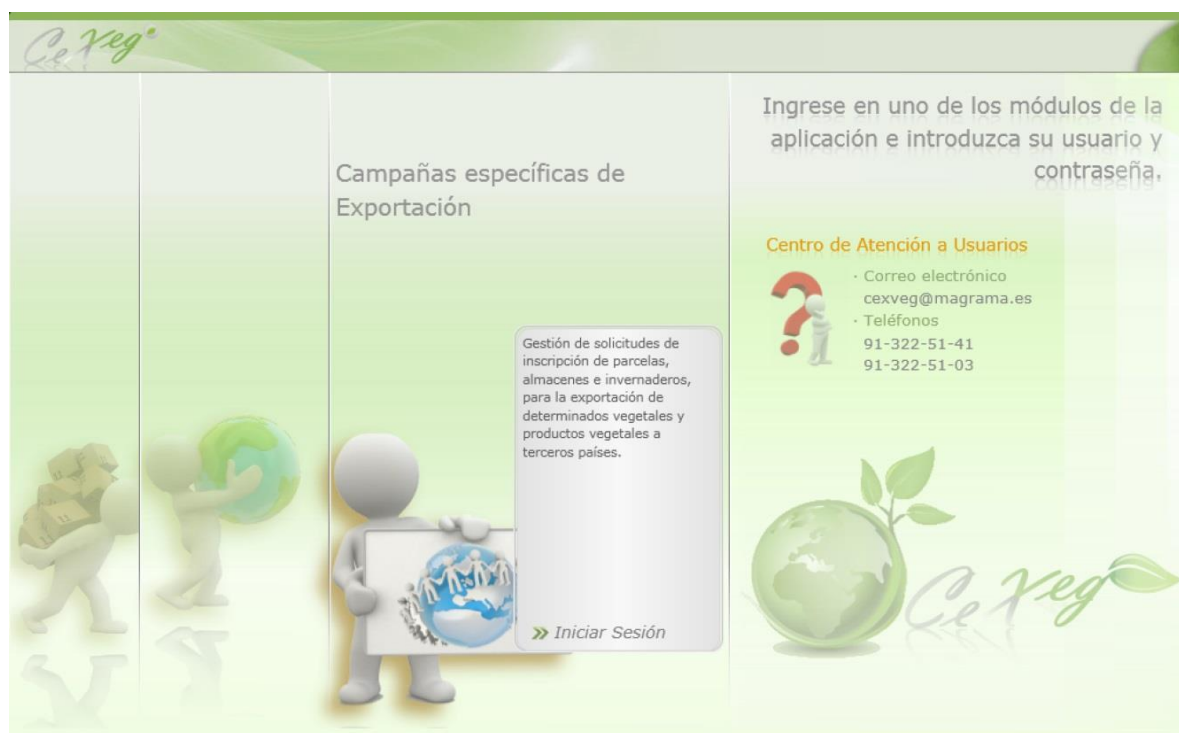 CeXveg
Ingrese en uno de los módulos de la
aplicación e introduzca su usuario y
contraseña.
Campañas específicas de
Exportación
Centro de Atención a Usuarios
· Correo electrónico
cexveg@magrama.es
· Teléfonos
91-322-51-41
91-322-51-03
Gestión de solicitudes de
inscripción de parcelas,
almacenes e invernaderos,
para la exportación de
determinados vegetales y
productos vegetales a
terceros países.
» Iniciar Sesión
CeXveg